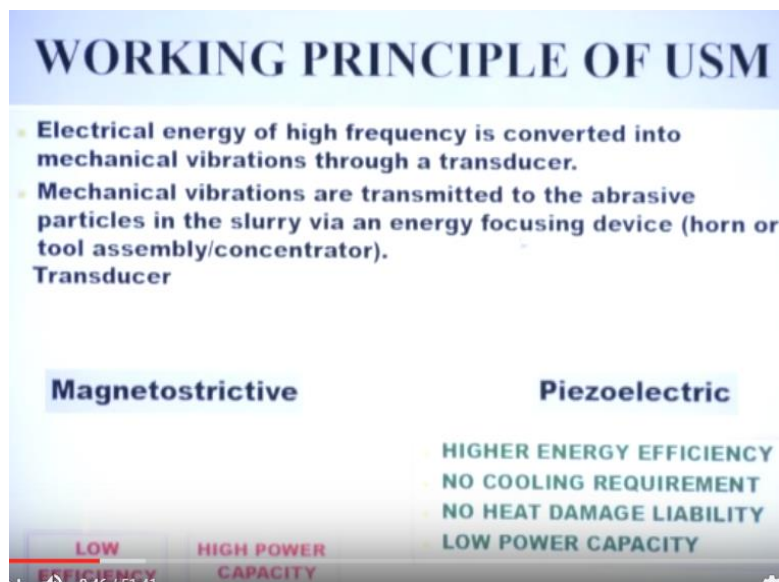 WORKING PRINCIPLE OF USM
Electrical energy of high frequency is converted into
mechanical vibrations through a transducer.
Mechanical vibrations are transmitted to the abrasive
particles in the slurry via an energy focusing device (horn or
tool assembly/concentrator).
Transducer
Magnetostrictive
Piezoelectric
HIGHER ENERGY EFFICIENCY
NO COOLING REQUIREMENT
NO HEAT DAMAGE LIABILITY
LOW POWER CAPACITY
LOW
EFFICIENCY
HIGH POWER
CAPACITY